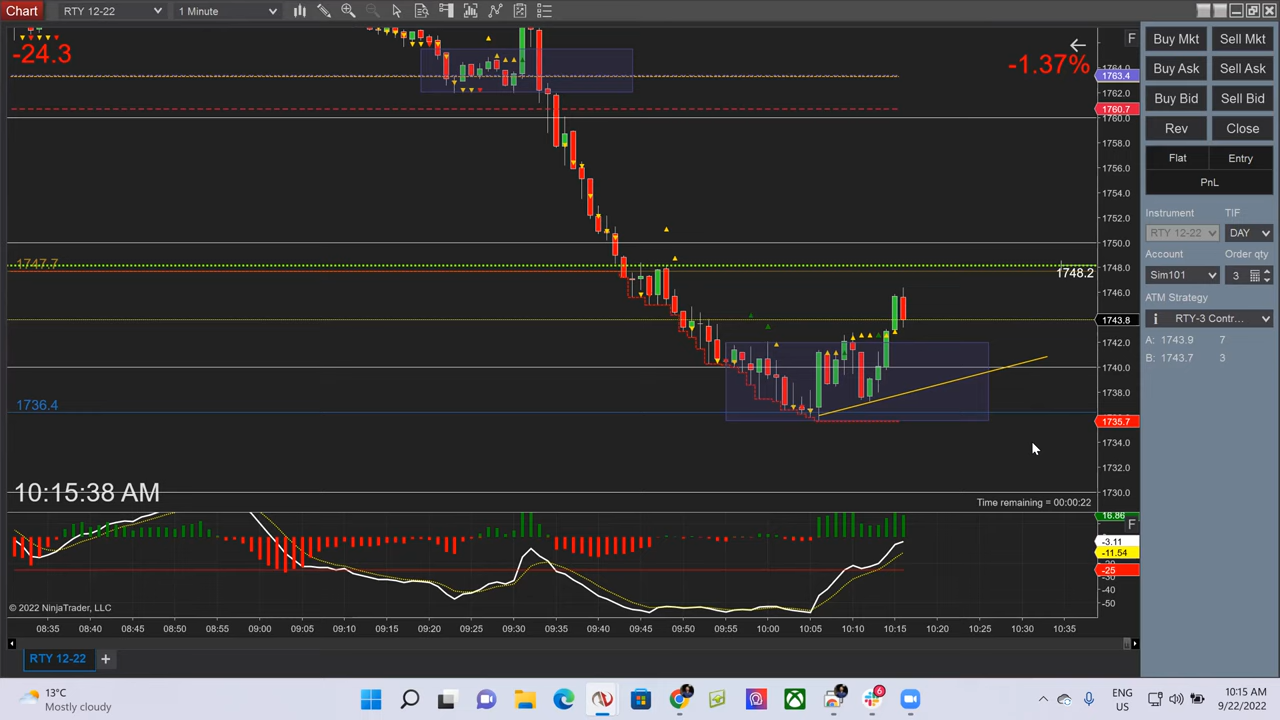 Chart RTY 12-22 1 Minute
-24.3
-1.37%
F
1764.0
1763.4
1762.0
1760.7
1760.0
1758.0
1756.0
1754.0
1752.0
1750.0
1747.7
1748.0
1748.2
1746.0
1743.8
1742.0
1740.0
1738.0
1736.4
1735.7
1734.0
1732.0
1730.0
10:15:38 AM
Time remaining = 00:00:22
16.86
F
-3.11
-11.54
-25
-30
-40
-50
© 2022 NinjaTrader, LLC
08:35 08:40 08:45 08:50 08:55 09:00 09:05 09:10 09:15 09:20 09:25 09:30 09:35 09:40 09:45 09:50 09:55 10:00 10:05 10:10 10:15 10:20 10:25 10:30 10:35
RTY 12-22 +
Buy Mkt Sell Mkt
Buy Ask Sell Ask
Buy Bid Sell Bid
Rev Close
Flat Entry
PnL
Instrument TIF
RTY 12-22 DAY
Account Order qty
Sim101 3
ATM Strategy
i RTY-3 Contr...
A: 1743.9 7
B: 1743.7 3
13°C
Mostly cloudy
6
ENG
US
10:15 AM
9/22/2022